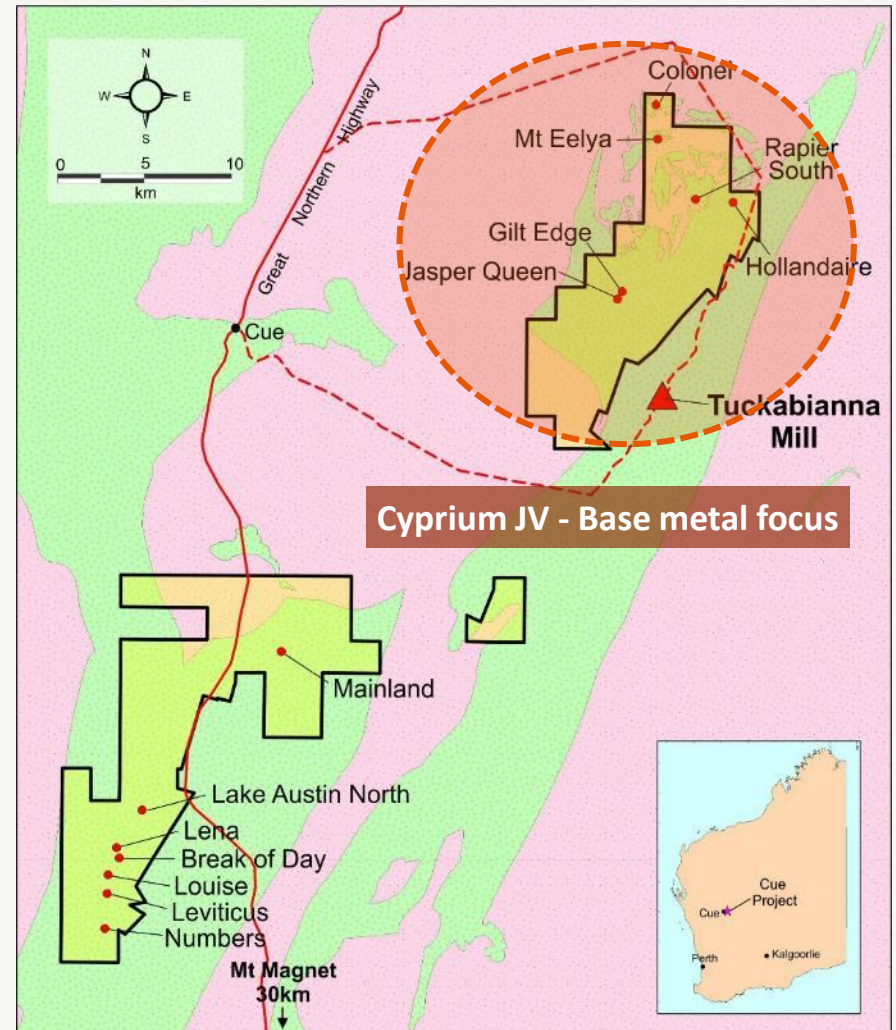 N
W E
S
0 5 10
km
Great Northern Highway
Colonel
Mt Eelya
Rapier
South
Gilt Edge
Jasper Queen
Hollandaire
Cue
Tuckabianna
Mill
Cyprium JV - Base metal focus
Mainland
Lake Austin North
Lena
Break of Day
Louise
Leviticus
Numbers
Mt Magnet
30km
Cue
Cue
Project
Perth
Kalgoorlie